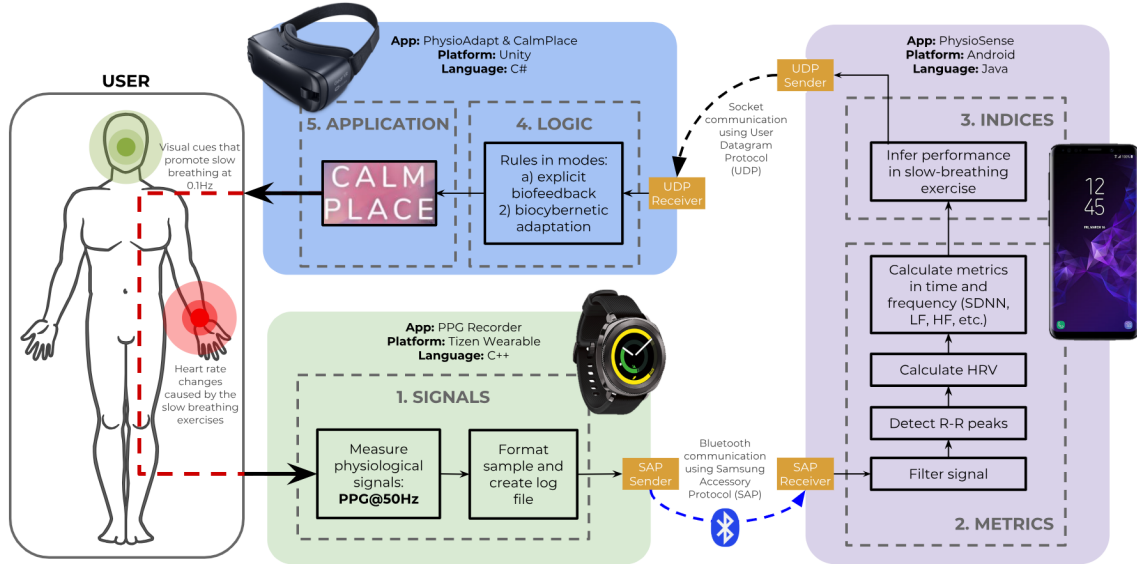 USER
Visual cues that
promote slow
breathing at
0.1Hz
Heart rate
changes
caused by the
slow breathing
exercises
App: PhysioAdapt & CalmPlace
Platform: Unity
Language: C#
5. APPLICATION
CALM
PLACE
4. LOGIC
Rules in modes:
a) explicit
biofeedback
2) biocybernetic
adaptation
UDP
Receiver
Socket
communication
using User
Datagram
Protocol
(UDP)
UDP
Sender
App: PhysioSense
Platform: Android
Language: Java
3. INDICES
Infer performance
in slow-breathing
exercise
12
45
Calculate metrics
in time and
frequency (SDNN,
LF, HF, etc.)
Calculate HRV
Detect R-R peaks
Filter signal
2. METRICS
App: PPG Recorder
Platform: Tizen Wearable
Language: C++
1. SIGNALS
Measure
physiological
signals:
PPG@50Hz
Format
sample and
create log
file
SAP
Sender
Bluetooth
communication
using Samsung
Accessory
Protocol (SAP)
SAP
Receiver